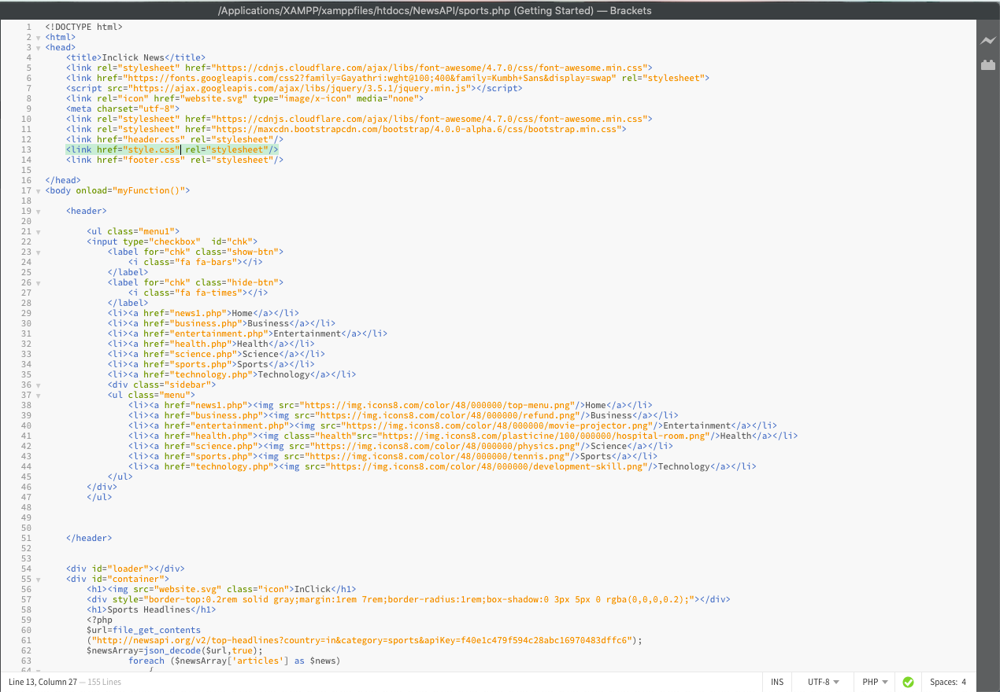 /Applications/XAMPP/xamppfiles/htdocs/NewsAPI/sports.php (Getting Started) — Brackets
1 <!DOCTYPE html>
2 <html>
3 <head>
4 <title>Inclick News</title>
5 <link rel="stylesheet" href="https://cdnjs.cloudflare.com/ajax/libs/font-awesome/4.7.0/css/font-awesome.min.css">
6 <link href="https://fonts.googleapis.com/css2?family=Gayathri:wght@100;400&family=Kumbh+Sans&display=swap" rel="stylesheet">
7 <script src="https://ajax.googleapis.com/ajax/libs/jquery/3.5.1/jquery.min.js"></script>
8 <link rel="icon" href="website.svg" type="image/x-icon" media="none">
9 <meta charset="utf-8">
10 <link rel="stylesheet" href="https://cdnjs.cloudflare.com/ajax/libs/font-awesome/4.7.0/css/font-awesome.min.css">
11 <link rel="stylesheet" href="https://maxcdn.bootstrapcdn.com/bootstrap/4.0.0-alpha.6/css/bootstrap.min.css">
12 <link href="header.css" rel="stylesheet"/>
13 <link href="style.css" rel="stylesheet"/>
14 <link href="footer.css" rel="stylesheet"/>
15
16 </head>
17 <body onload="myFunction()">
18
19 <header>
20
21 <ul class="menu1">
22 <input type="checkbox"  id="chk">
23 <label for="chk" class="show-btn">
24 <i class="fa fa-bars"></i>
25 </label>
26 <label for="chk" class="hide-btn">
27 <i class="fa fa-times"></i>
28 </label>
29 <li><a href="news1.php">Home</a></li>
30 <li><a href="business.php">Business</a></li>
31 <li><a href="entertainment.php">Entertainment</a></li>
32 <li><a href="health.php">Health</a></li>
33 <li><a href="science.php">Science</a></li>
34 <li><a href="sports.php">Sports</a></li>
35 <li><a href="technology.php">Technology</a></li>
36 <div class="sidebar">
37 <ul class="menu">
38 <li><a href="news1.php"><img src="https://img.icons8.com/color/48/000000/top-menu.png"/>Home</a></li>
39 <li><a href="business.php"><img src="https://img.icons8.com/color/48/000000/refund.png"/>Business</a></li>
40 <li><a href="entertainment.php"><img src="https://img.icons8.com/color/48/000000/movie-projector.png"/>Entertainment</a></li>
41 <li><a href="health.php"><img class="health"src="https://img.icons8.com/plasticine/100/000000/hospital-room.png"/>Health</a></li>
42 <li><a href="science.php"><img src="https://img.icons8.com/color/48/000000/physics.png"/>Science</a></li>
43 <li><a href="sports.php"><img src="https://img.icons8.com/color/48/000000/tennis.png"/>Sports</a></li>
44 <li><a href="technology.php"><img src="https://img.icons8.com/color/48/000000/development-skill.png"/>Technology</a></li>
45 </ul>
46 </div>
47 </ul>
48
49
50
51 </header>
52
53
54 <div id="loader"></div>
55 <div id="container">
56 <h1><img src="website.svg" class="icon">InClick</h1>
57 <div style="border-top:0.2rem solid gray;margin:1rem 7rem;border-radius:1rem;box-shadow:0 3px 5px 0 rgba(0,0,0,0.2);"></div>
58 <h1>Sports Headlines</h1>
59 <?php
60 $url=file_get_contents
61 ("http://newsapi.org/v2/top-headlines?country=in&category=sports&apiKey=f40e1c479f594c28abc16970483dffc6");
62 $newsArray=json_decode($url,true);
63 foreach ($newsArray['articles'] as $news)
64 {
Line 13, Column 27 — 155 Lines
INS UTF-8 PHP Spaces: 4